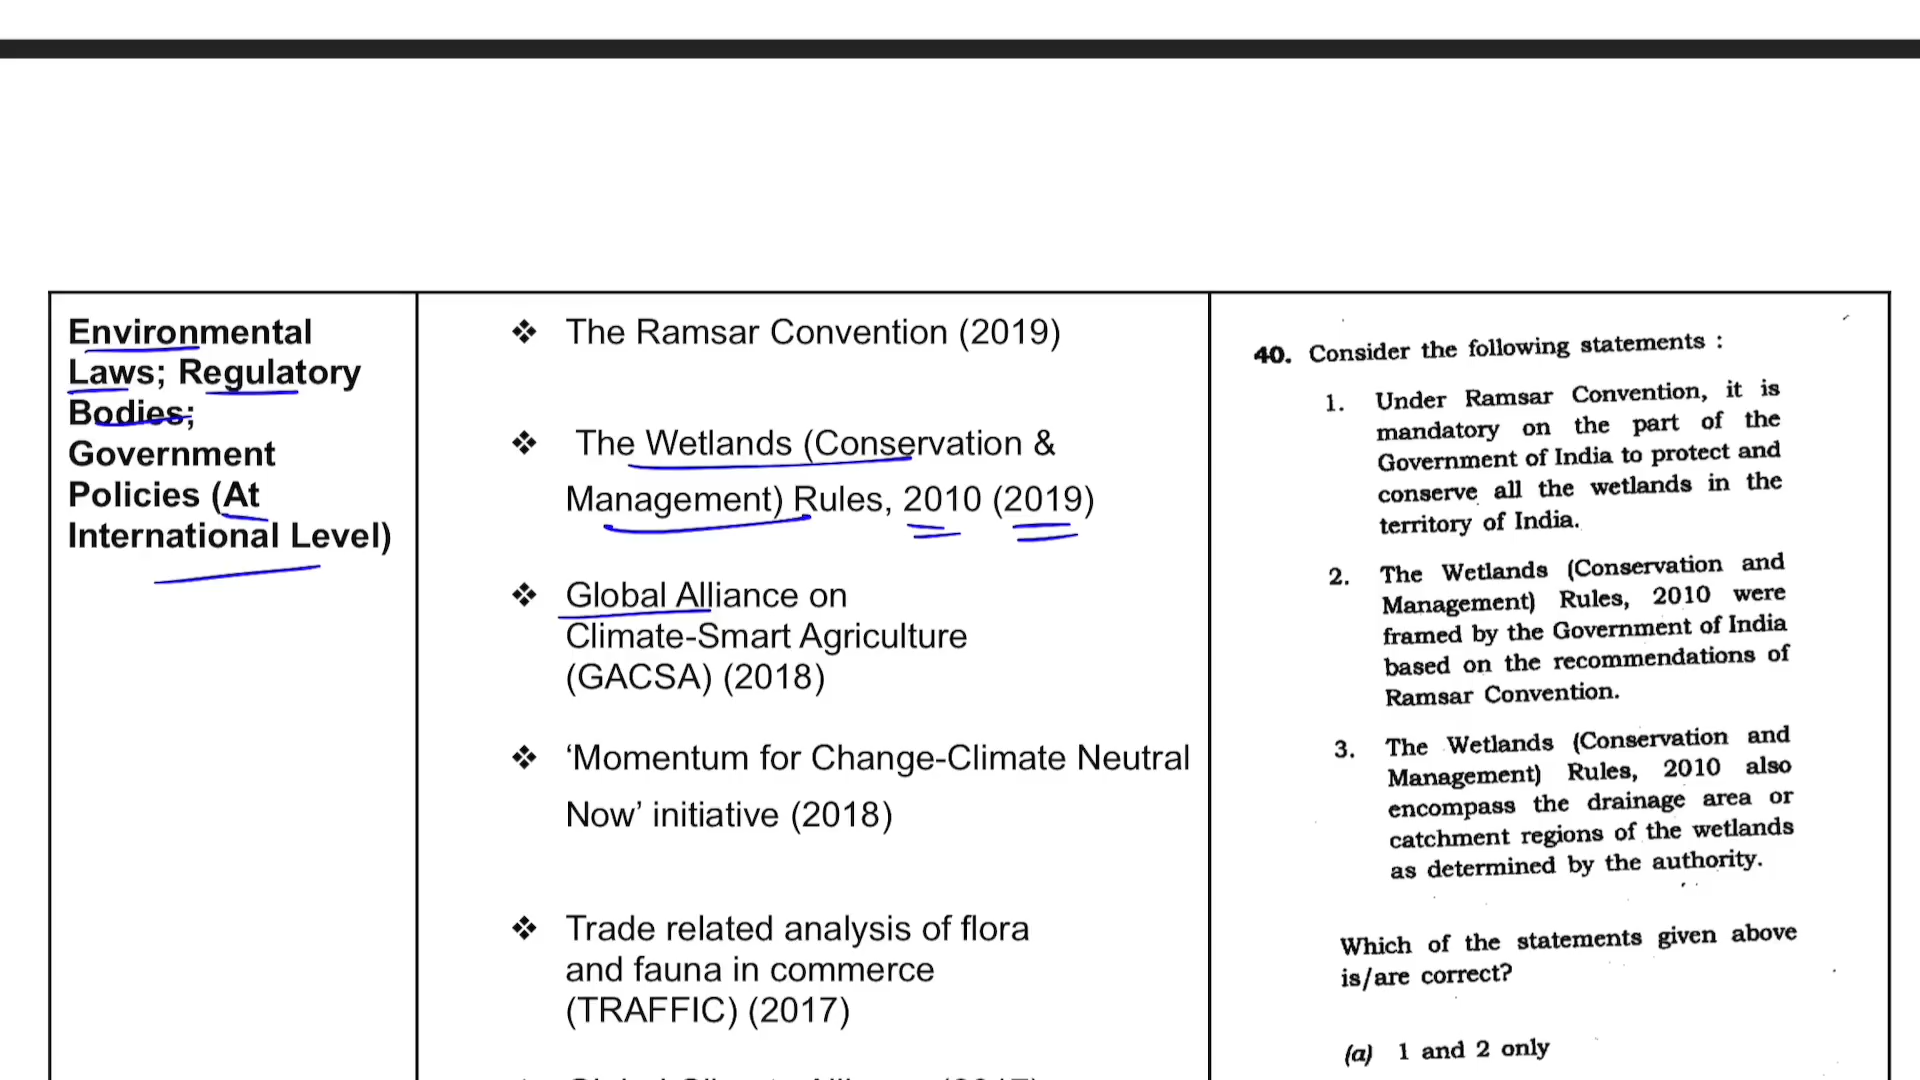 Environmental
Laws; Regulatory
Bodies;
Government
Policies (At
International Level)
❖ The Ramsar Convention (2019)
❖ The Wetlands (Conservation &
Management) Rules, 2010 (2019)
❖ Global Alliance on
Climate-Smart Agriculture
(GACSA) (2018)
❖ ‘Momentum for Change-Climate Neutral
Now’ initiative (2018)
❖ Trade related analysis of flora
and fauna in commerce
(TRAFFIC) (2017)
40. Consider the following statements :
1. Under Ramsar Convention, it is
mandatory on the part of the
Government of India to protect and
conserve all the wetlands in the
territory of India.
2. The Wetlands (Conservation and
Management) Rules, 2010 were
framed by the Government of India
based on the recommendations of
Ramsar Convention.
3. The Wetlands (Conservation and
Management) Rules, 2010 also
encompass the drainage area or
catchment regions of the wetlands
as determined by the authority.
Which of the statements given above
is/are correct?
(a) 1 and 2 only